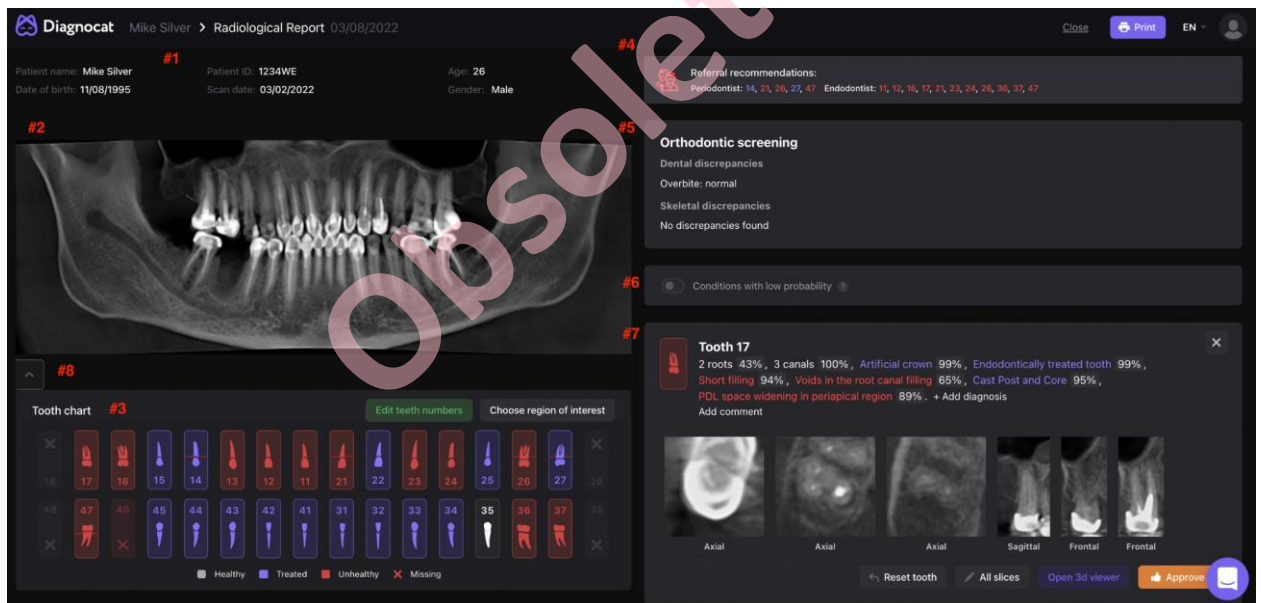 Diagnocat Mike Silver > Radiological Report 03/08/2022 Close Print EN
#1
#4
Patient name: Mike Silver Patient ID: 1234WE Age: 26
Date of birth: 11/08/1995 Scan date: 03/02/2022 Gender: Male
Referral recommendations:
Periodontist: 14, 21, 26, 27, 47 Endodontist: 11, 12, 16, 17, 21, 23, 24, 26, 36, 37, 47
#2
#5
Orthodontic screening
Dental discrepancies
Overbite: normal
Skeletal discrepancies
No discrepancies found
Obsolet
#6
Conditions with low probability ?
#7
Tooth 17
2 roots 43% , 3 canals 100% , Artificial crown 99% , Endodontically treated tooth 99% ,
Short filling 94% , Voids in the root canal filling 65% , Cast Post and Core 95% ,
PDL space widening in periapical region 89% . + Add diagnosis
Add comment
#8
Tooth chart #3 Edit teeth numbers Choose region of interest
18 17 16 15 14 13 12 11 21 22 23 24 25 26 27 28
48 47 46 45 44 43 42 41 31 32 33 34 35 36 37 38
Healthy Treated Unhealthy Missing
Axial Axial Axial Sagittal Frontal Frontal
Reset tooth All slices Open 3d viewer Approve